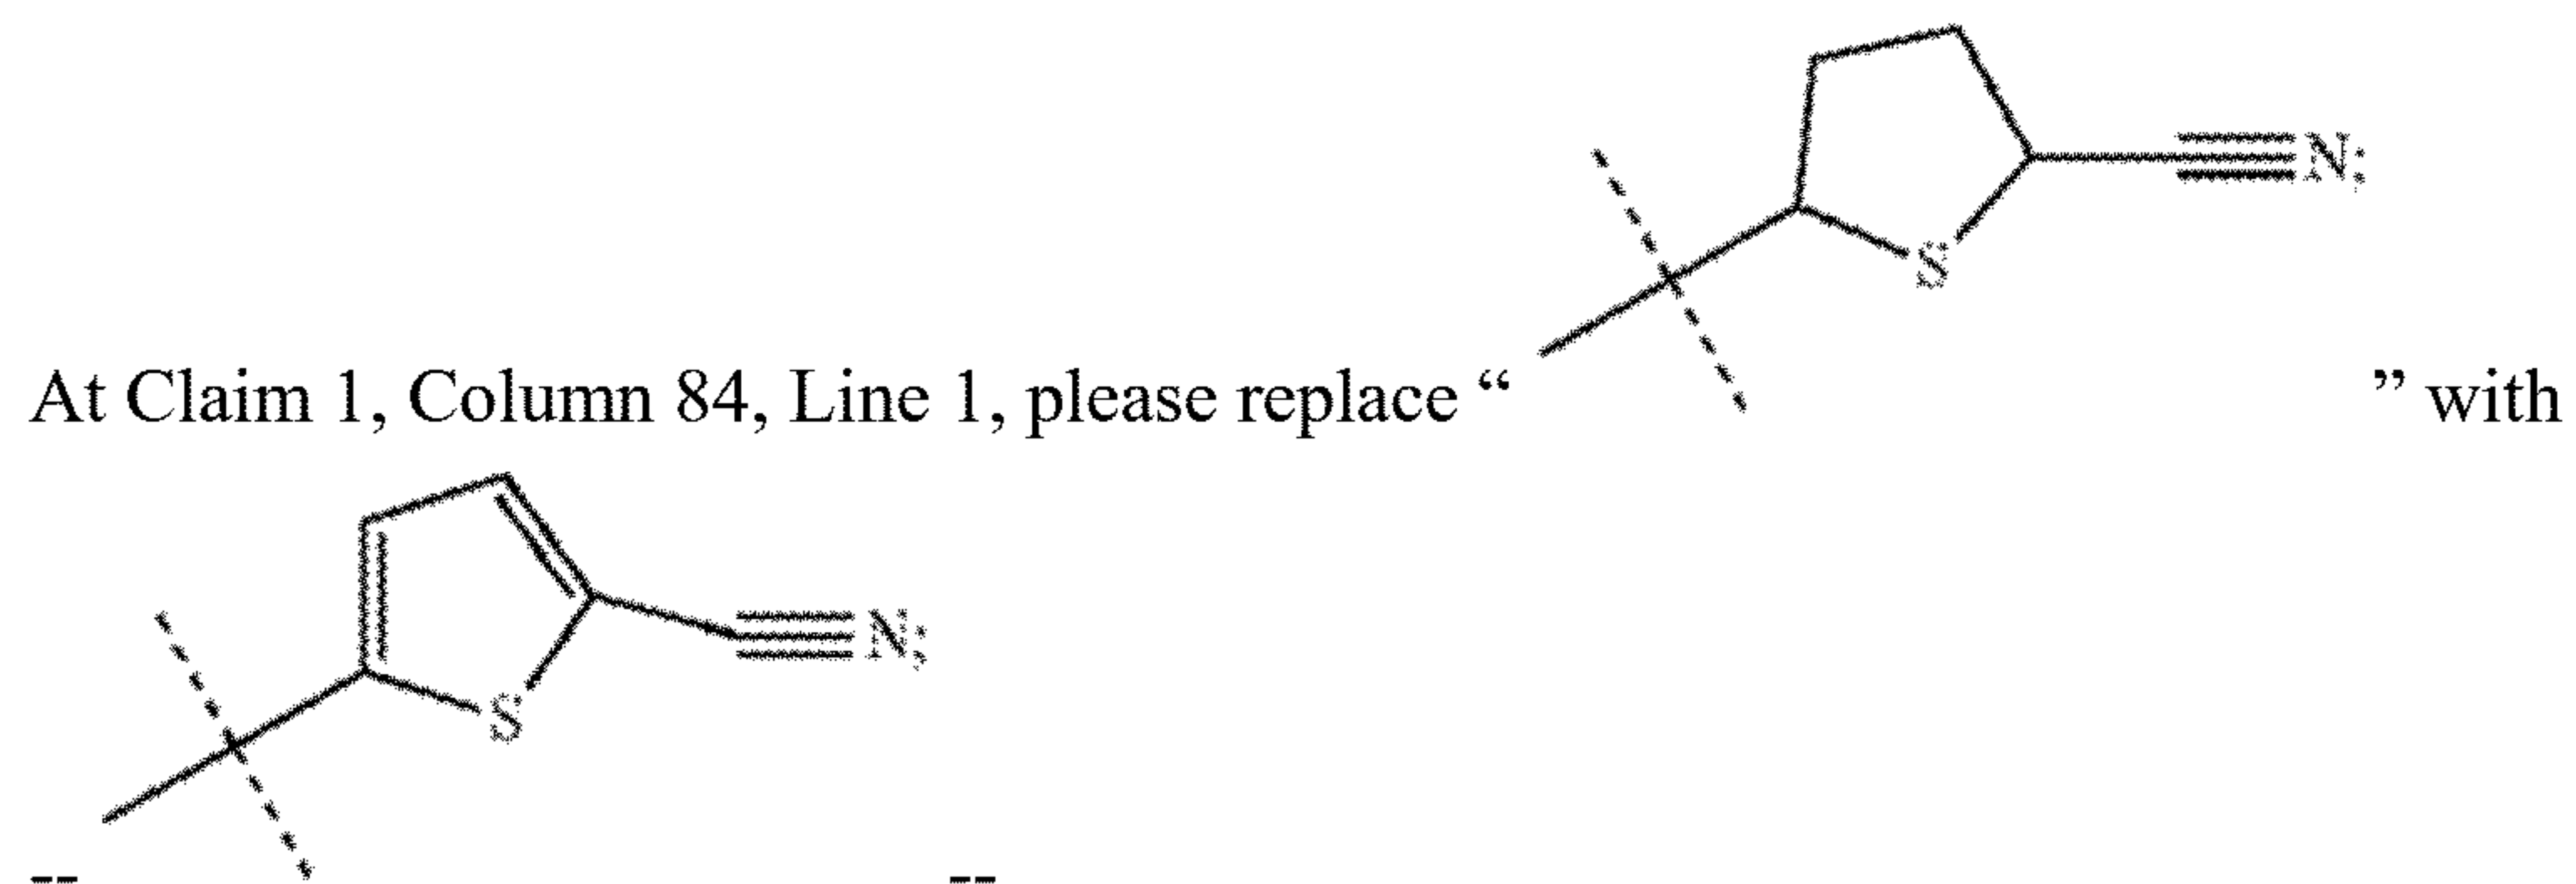 N;
S
At Claim 1, Column 84, Line 1, please replace “ ” with
N;
S
-- --